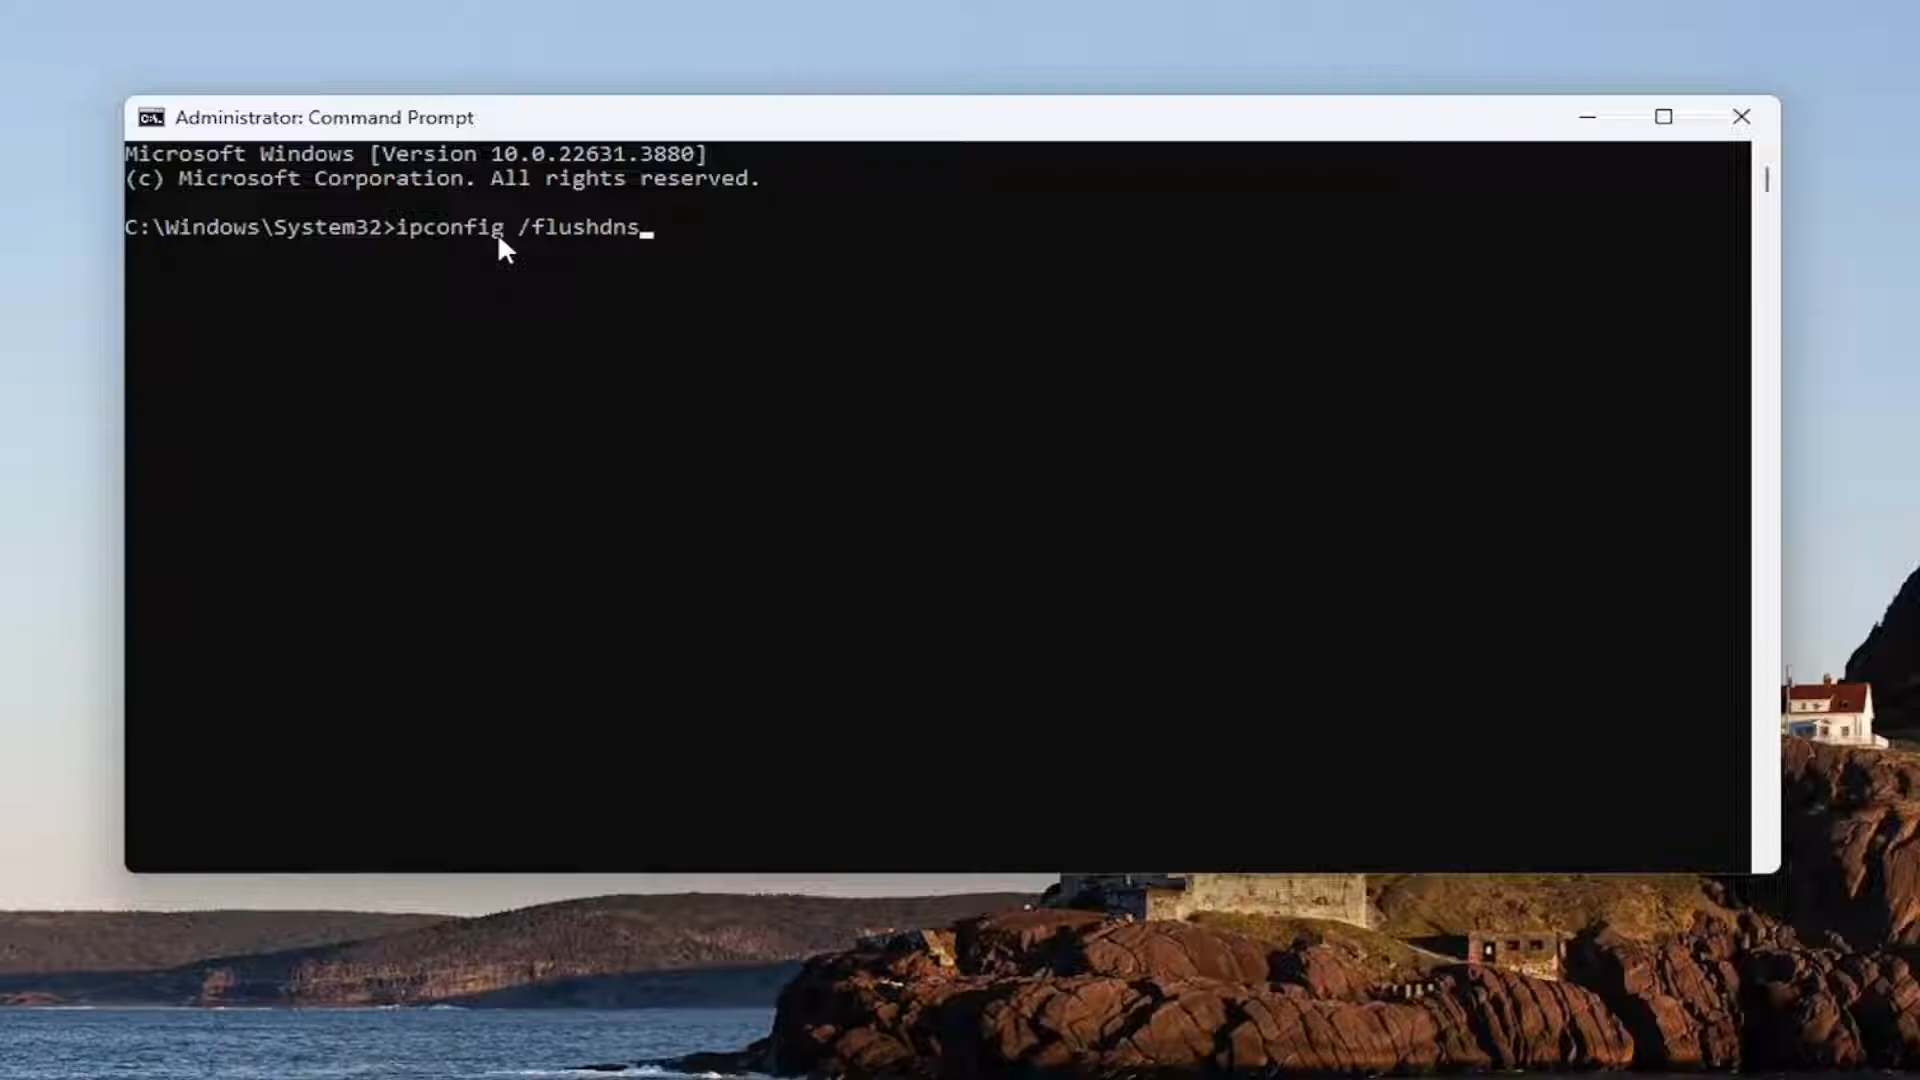 Administrator: Command Prompt
Microsoft Windows [Version 10.0.22631.3880]
(c) Microsoft Corporation. All rights reserved.
C:\Windows\System32>ipconfig /flushdns